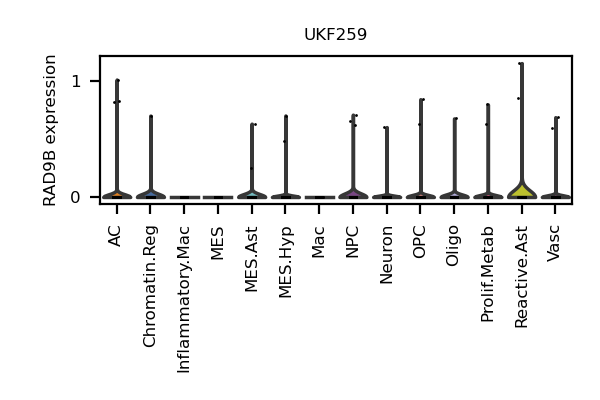 UKF259
RAD9B expression
1
0
AC
Chromatin.Reg
Inflammatory.Mac
MES
MES.Ast
MES.Hyp
Mac
NPC
Neuron
OPC
Oligo
Prolif.Metab
Reactive.Ast
Vasc